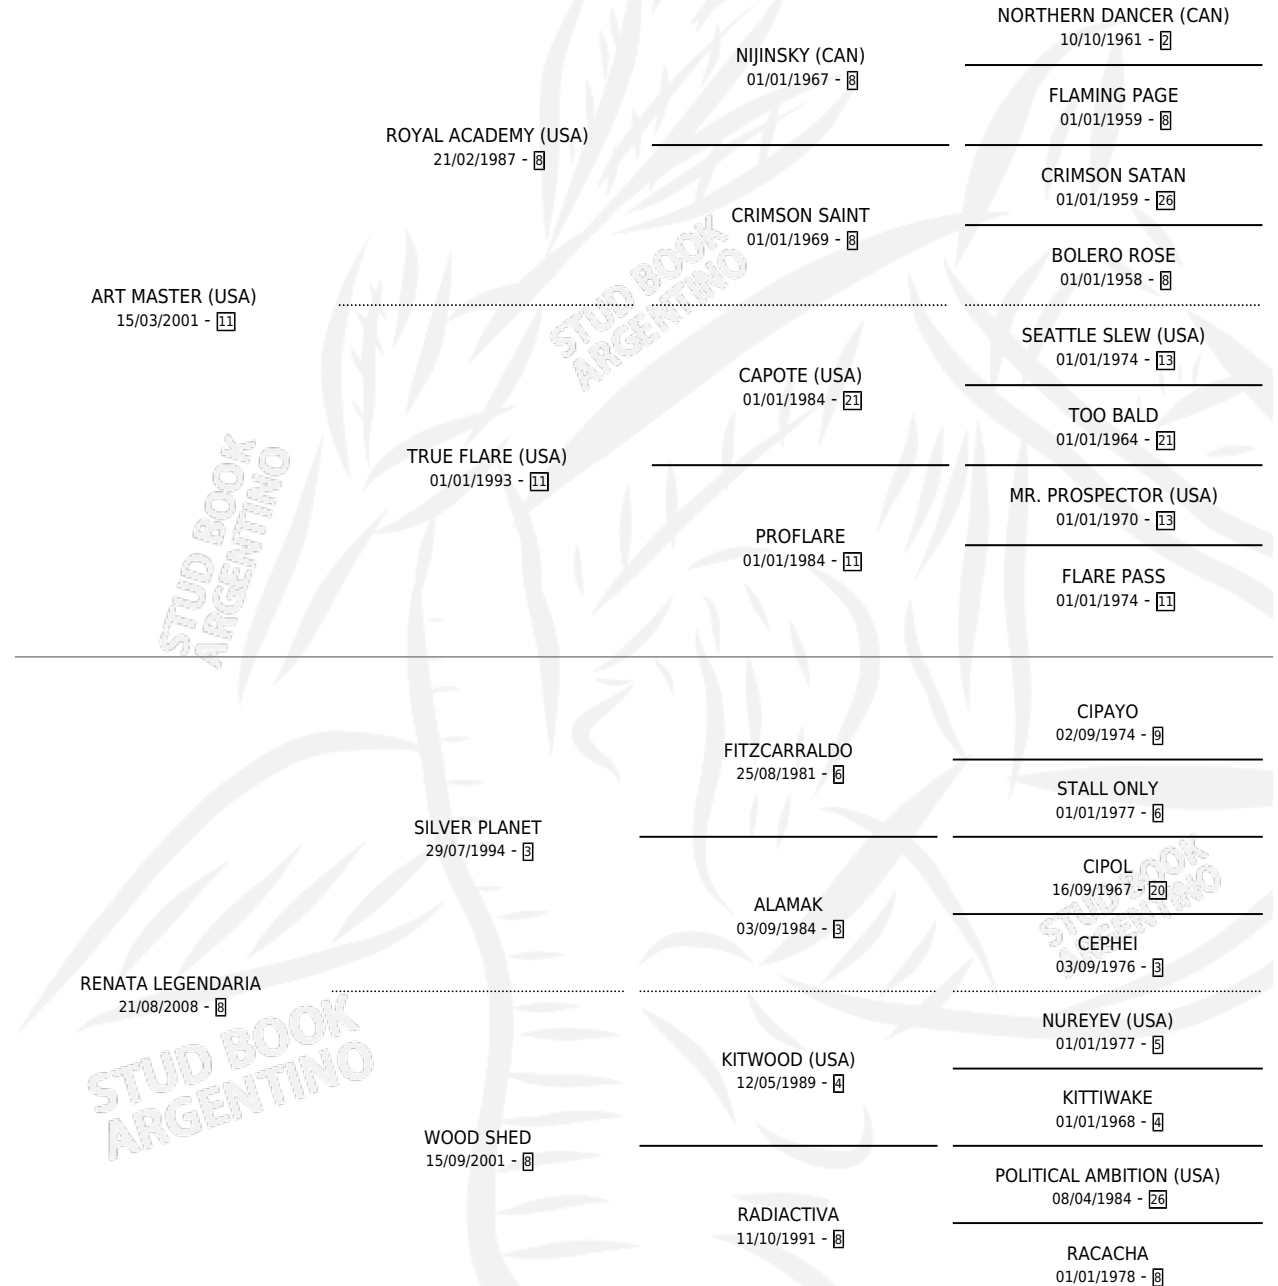 NORTHERN DANCER (CAN)
10/10/1961 - 2
NIJINSKY (CAN)
01/01/1967 - 8
FLAMING PAGE
01/01/1959 - 8
ROYAL ACADEMY (USA)
21/02/1987 - 8
CRIMSON SATAN
01/01/1959 - 26
CRIMSON SAINT
01/01/1969 - 8
BOLERO ROSE
01/01/1958 - 8
ART MASTER (USA)
15/03/2001 - 11
STUD BOOK
ARGENTINO
SEATTLE SLEW (USA)
01/01/1974 - 13
CAPOTE (USA)
01/01/1984 - 21
TOO BALD
01/01/1964 - 21
TRUE FLARE (USA)
01/01/1993 - 11
MR. PROSPECTOR (USA)
01/01/1970 - 13
PROFLARE
01/01/1984 - 11
FLARE PASS
01/01/1974 - 11
STUD BOOK
ARGENTINO
CIPAYO
02/09/1974 - 9
FITZCARRALDO
25/08/1981 - 6
STALL ONLY
01/01/1977 - 6
SILVER PLANET
29/07/1994 - 3
CIPOL
16/09/1967 - 20
ALAMAK
03/09/1984 - 3
STUD BOOK
ARGENTINO
CEPHEI
03/09/1976 - 3
RENATA LEGENDARIA
21/08/2008 - 8
STUD BOOK
ARGENTINO
NUREYEV (USA)
01/01/1977 - 5
KITWOOD (USA)
12/05/1989 - 4
KITTIWAKE
01/01/1968 - 4
WOOD SHED
15/09/2001 - 8
POLITICAL AMBITION (USA)
08/04/1984 - 26
RADIACTIVA
11/10/1991 - 8
RACACHA
01/01/1978 - 8